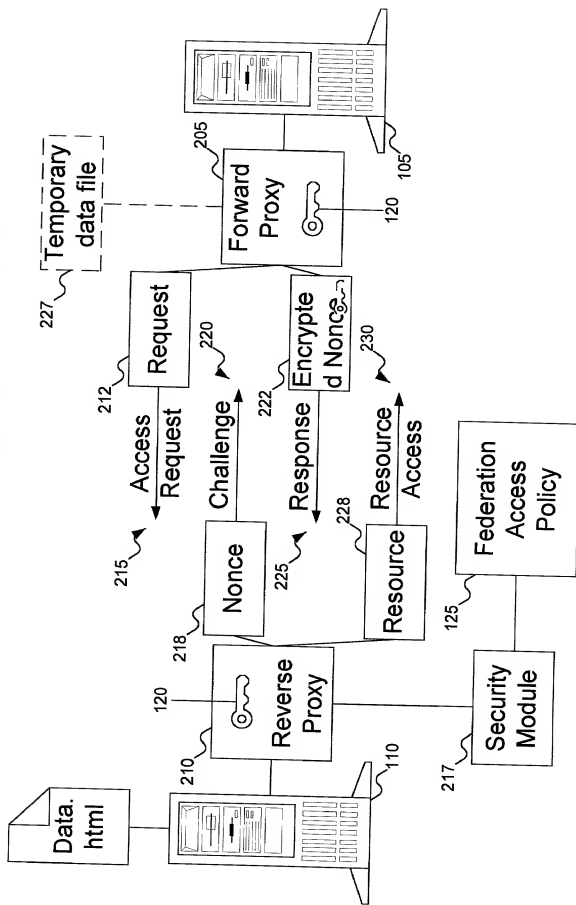 Data.
html
110
210
Reverse
Proxy
120
218
Nonce
Resource
228
215
Access
Request
Challenge
220
Response
225
Resource
Access
230
212
Request
222
Encrypte
d Nonce
217
Security
Module
125
Federation
Access
Policy
227
Temporary
data file
205
Forward
Proxy
120
105